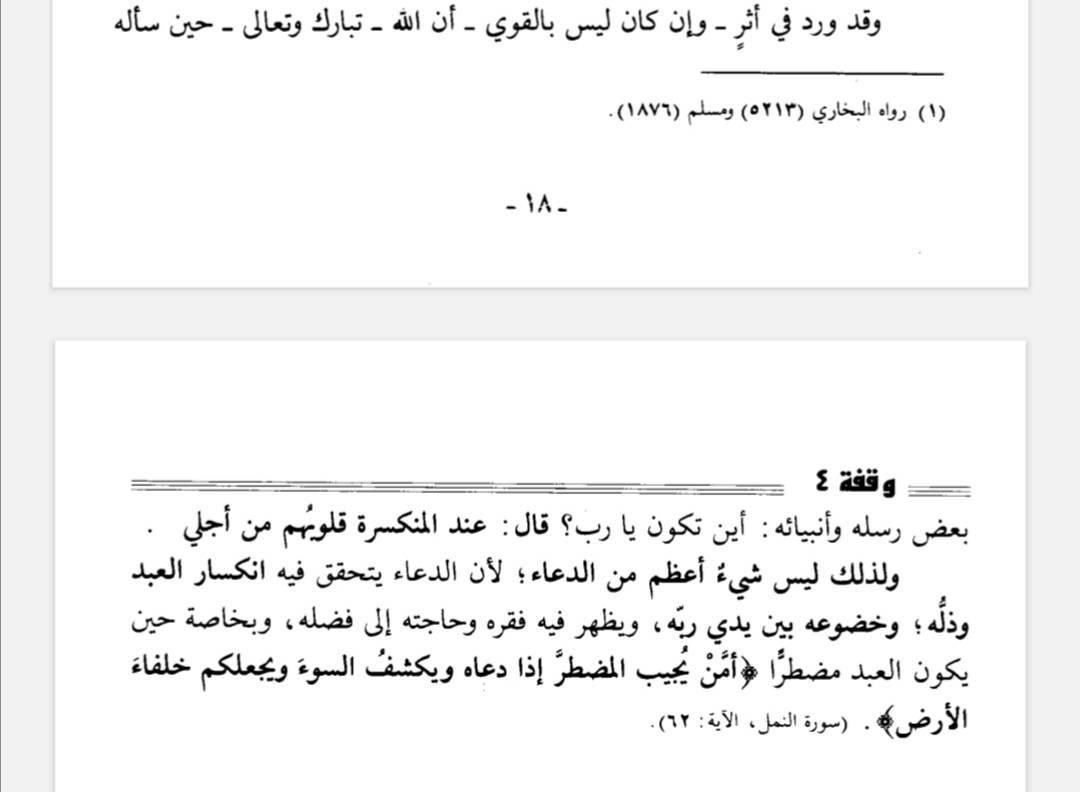 وقد ورد في أثرٍ - وإن كان ليس بالقوي - أن الله - تبارك وتعالى - حين سأله
(١) رواه البخاري (٥٢١٣) ومسلم (١٨٧٦).
- ١٨ -
وقفة ٤
بعض رسله وأنبيائه: أين تكون يا رب؟ قال: عند المنكسرة قلوبُهم من أجلي .
ولذلك ليس شيءٌ أعظم من الدعاء؛ لأن الدعاء يتحقق فيه انكسار العبد
وذلُّه؛ وخضوعه بين يدي ربّه، ويظهر فيه فقره وحاجته إلى فضله، وبخاصة حين
يكون العبد مضطرًّا ﴿أمَّنْ يُجيب المضطرَّ إذا دعاه ويكشفُ السوءَ ويجعلكم خلفاءَ
الأرض﴾. (سورة النمل، الآية: ٦٢).